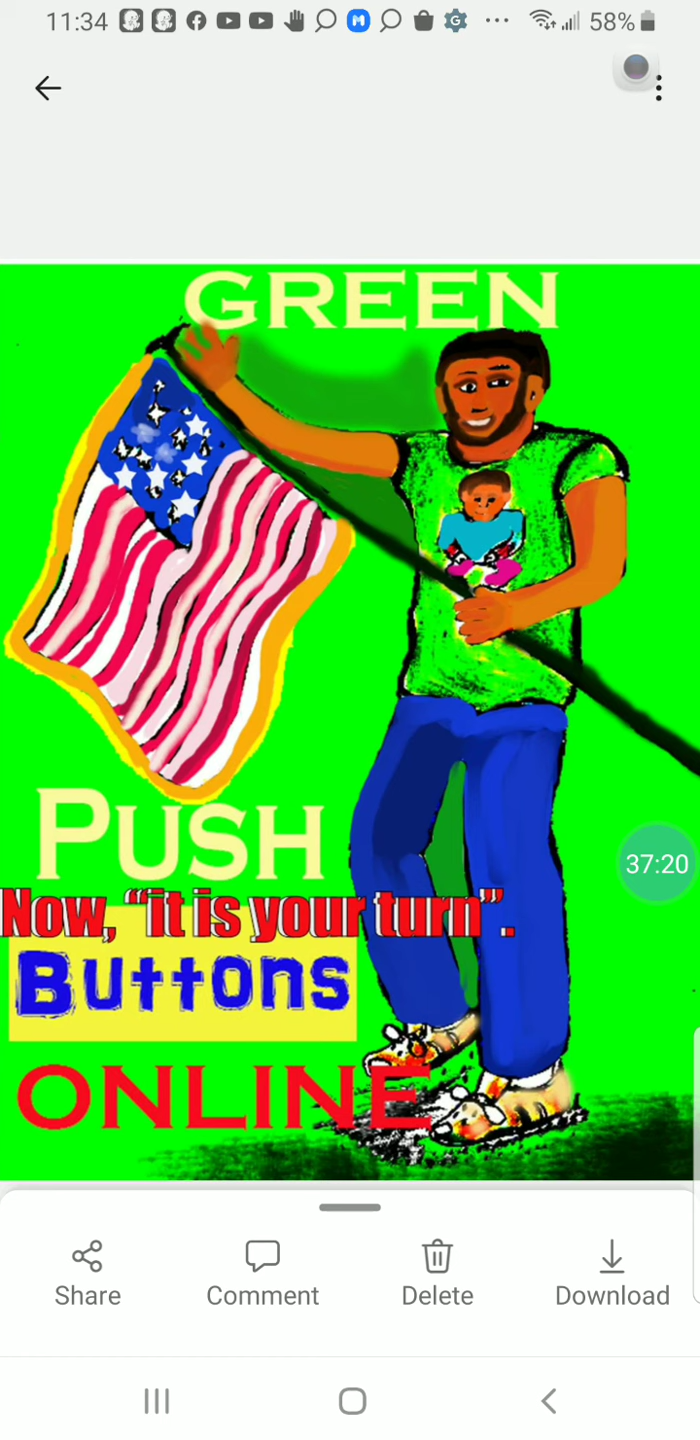 11:34
58%
GREEN
PUSH
37:20
Now, “it is your turn”.
Buttons
ONLINE
Share Comment Delete Download